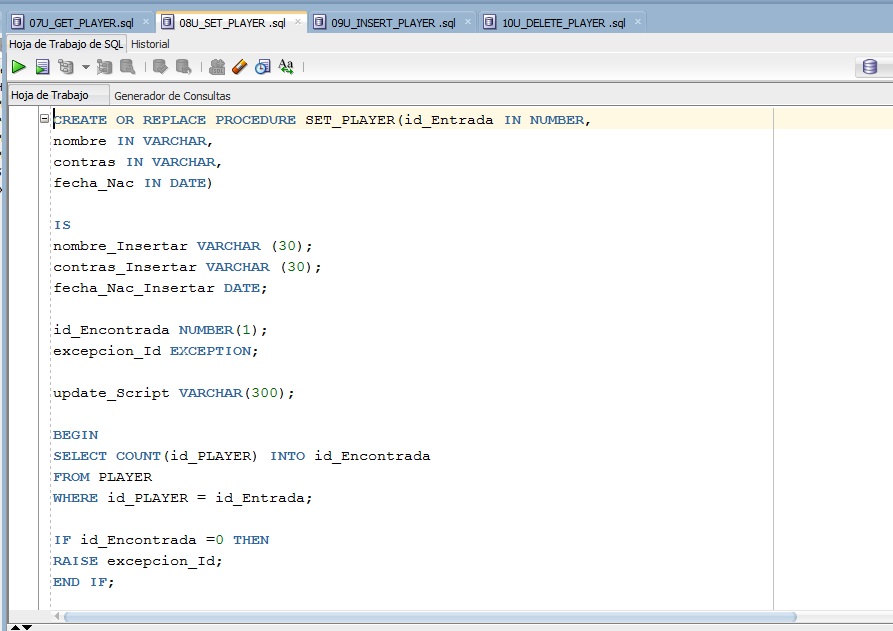 07U_GET_PLAYER.sql
08U_SET_PLAYER .sql
09U_INSERT_PLAYER .sql
10U_DELETE_PLAYER .sql
Hoja de Trabajo de SQL
Historial
Aa
Hoja de Trabajo
Generador de Consultas
CREATE OR REPLACE PROCEDURE SET_PLAYER(id_Entrada IN NUMBER,
nombre IN VARCHAR,
contras IN VARCHAR,
fecha_Nac IN DATE)
IS
nombre_Insertar VARCHAR (30);
contras_Insertar VARCHAR (30);
fecha_Nac_Insertar DATE;
id_Encontrada NUMBER(1);
excepcion_Id EXCEPTION;
update_Script VARCHAR(300);
BEGIN
SELECT COUNT(id_PLAYER) INTO id_Encontrada
FROM PLAYER
WHERE id_PLAYER = id_Entrada;
IF id_Encontrada =0 THEN
RAISE excepcion_Id;
END IF;